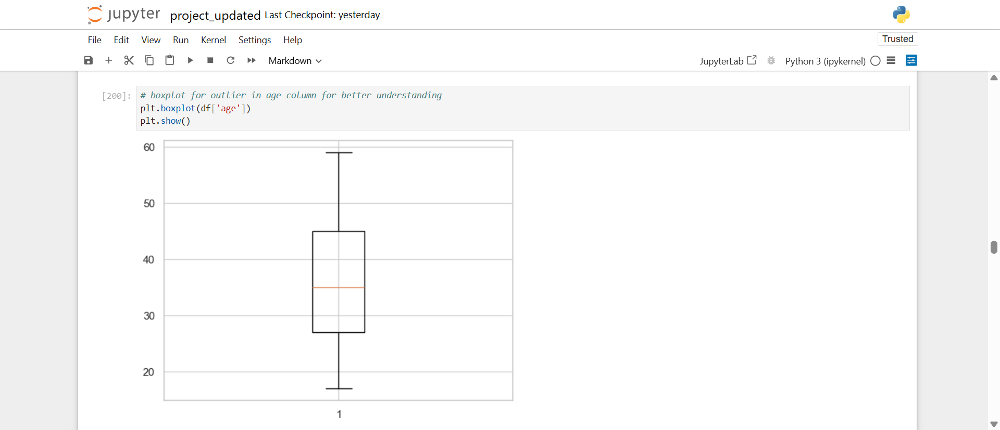 jupyter project_updated Last Checkpoint: yesterday
File Edit View Run Kernel Settings Help Trusted
Markdown JupyterLab Python 3 (ipykernel)
[200]: # boxplot for outlier in age column for better understanding
plt.boxplot(df['age'])
plt.show()
60
50
40
30
20
1